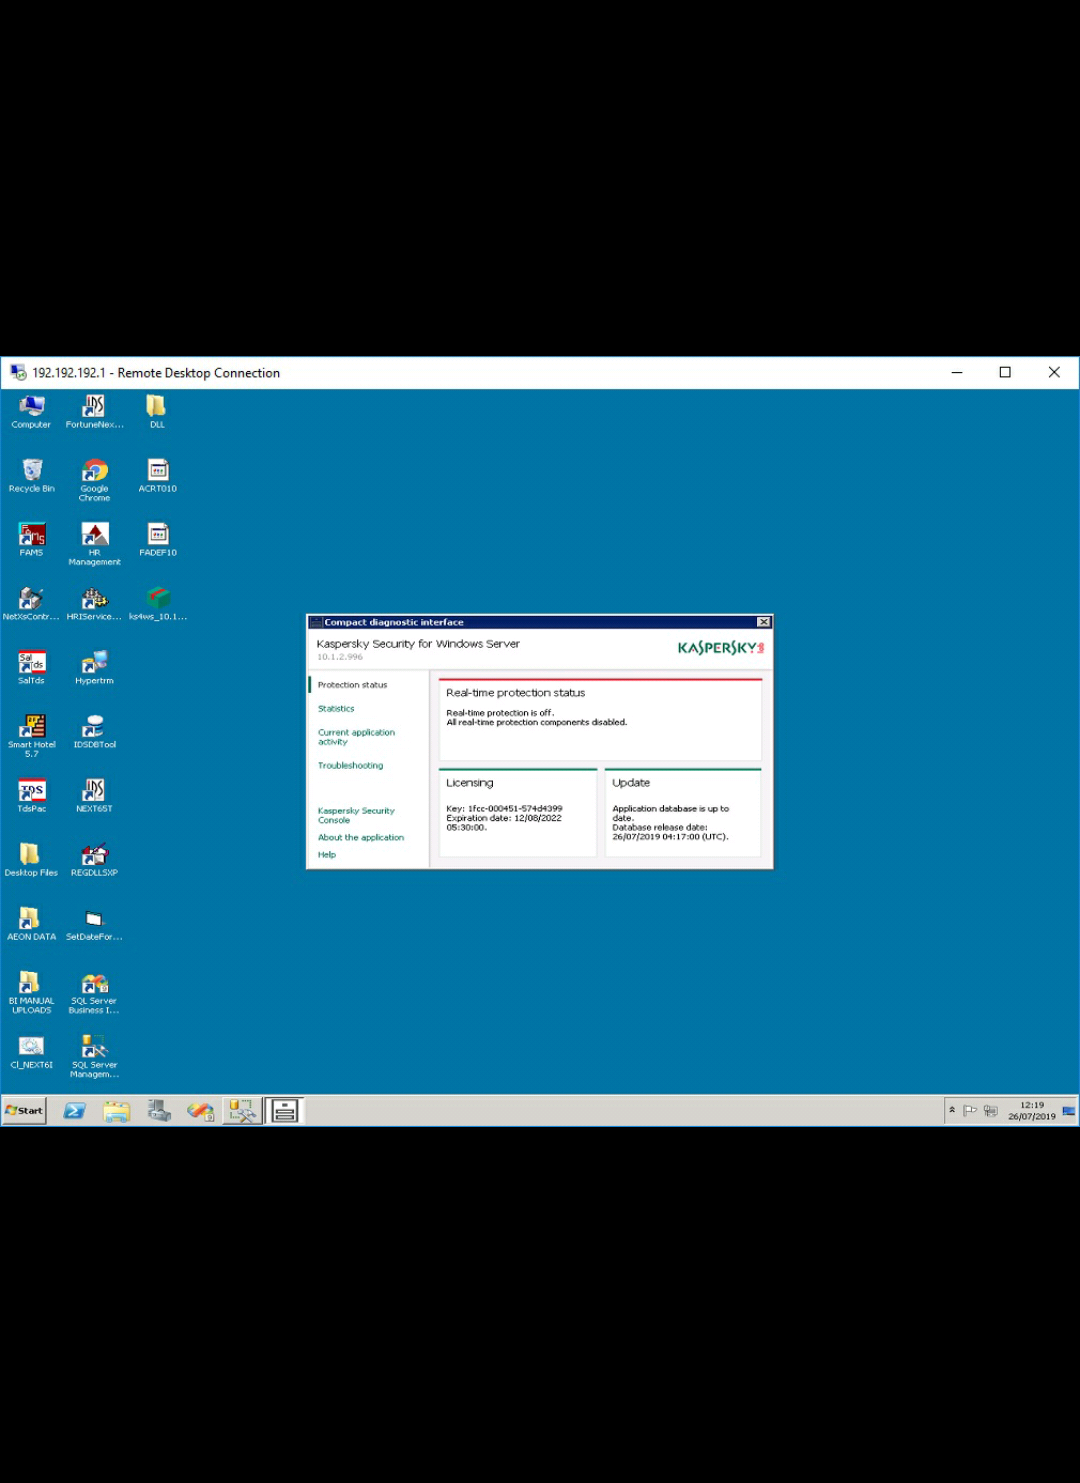 192.192.192.1 - Remote Desktop Connection
Computer
FortuneNex...
DLL
Recycle Bin
Google
Chrome
ACRT010
FAMS
HR
Management
FADEF10
NetXsContr...
HRIService...
ks4ws_10.1...
SalTds
Hypertrm
Smart Hotel
5.7
IDSDBTool
TdsPac
NEXT6ST
Desktop Files
REGDLLSXP
AEON DATA
SetDateFor...
BI MANUAL
UPLOADS
SQL Server
Business I...
Cl_NEXT6I
SQL Server
Managem...
Compact diagnostic interface
Kaspersky Security for Windows Server
10.1.2.996
KASPERSKY
Protection status
Statistics
Current application
activity
Troubleshooting
Kaspersky Security
Console
About the application
Help
Real-time protection status
Real-time protection is off.
All real-time protection components disabled.
Licensing
Key: 1fcc-000451-574d4399
Expiration date: 12/08/2022
05:30:00.
Update
Application database is up to
date.
Database release date:
26/07/2019 04:17:00 (UTC).
Start
12:19
26/07/2019